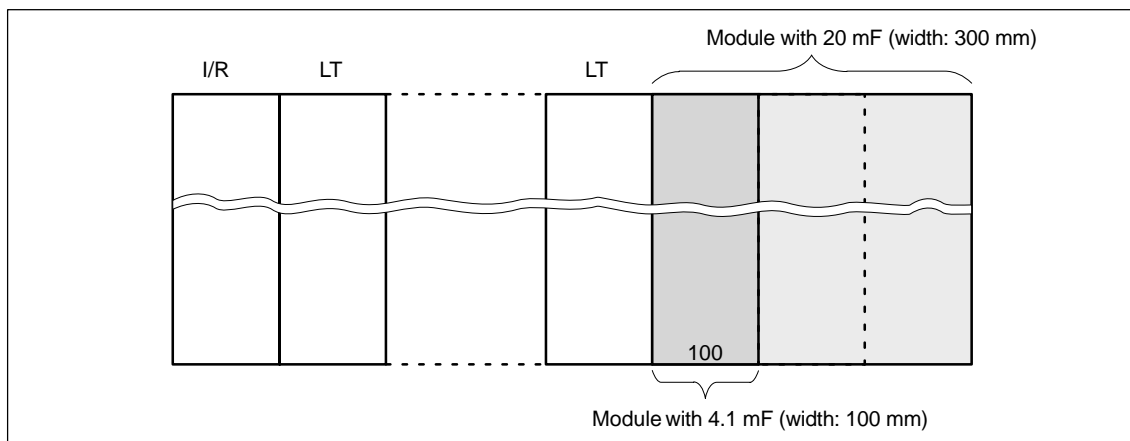 Module with 20 mF (width: 300 mm)
I/R LT LT
100
Module with 4.1 mF (width: 100 mm)